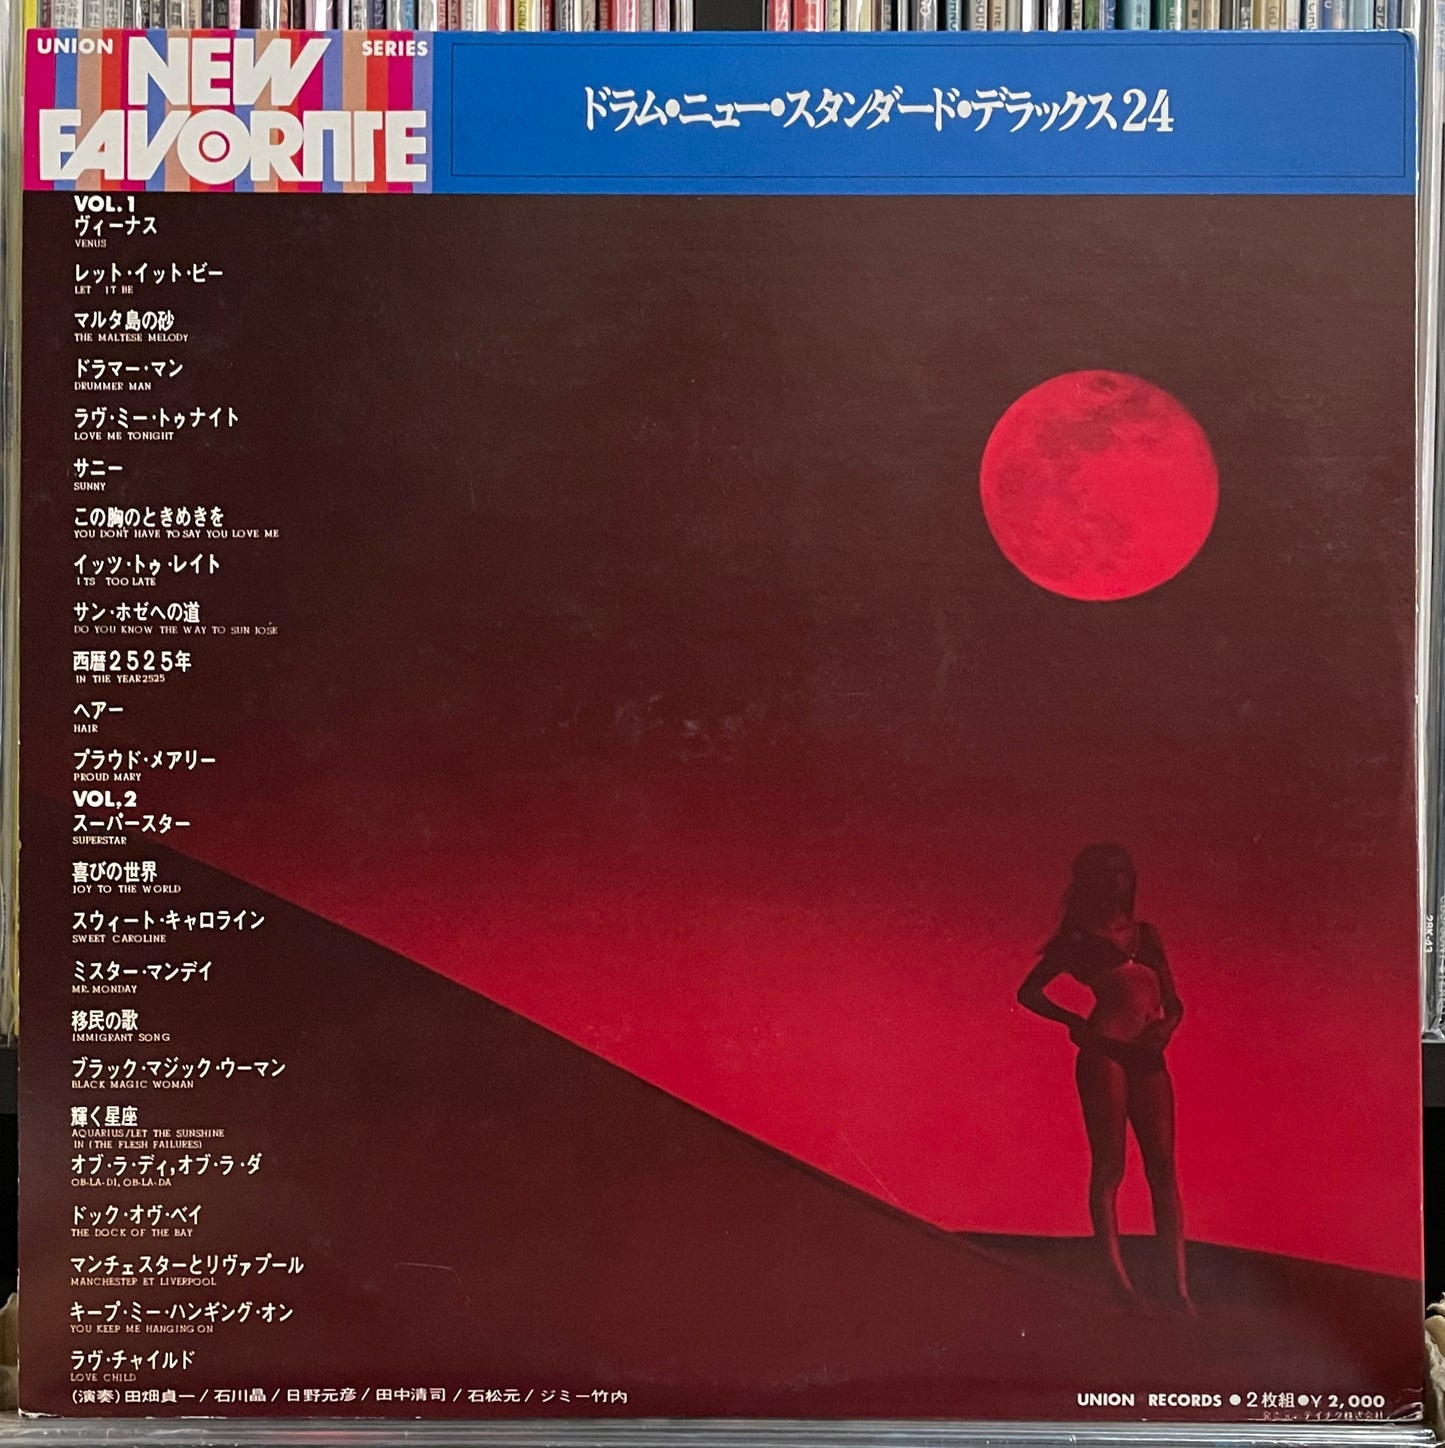 UNION NEW SERIES
FAVORITE
ドラム・ニュー・スタンダード・デラックス24
VOL.1
ヴィーナス
VENUS
レット・イット・ビー
LET IT BE
マルタ島の砂
THE MALTESE MELODY
ドラマー・マン
DRUMMER MAN
ラヴ・ミー・トゥナイト
LOVE ME TONIGHT
サニー
SUNNY
この胸のときめきを
YOU DON'T HAVE TO SAY YOU LOVE ME
イッツ・トゥ・レイト
ITS TOO LATE
サン・ホゼへの道
DO YOU KNOW THE WAY TO SUN JOSE
西暦2525年
IN THE YEAR2525
ヘアー
HAIR
プラウド・メアリー
PROUD MARY
VOL,2
スーパースター
SUPERSTAR
喜びの世界
JOY TO THE WORLD
スウィート・キャロライン
SWEET CAROLINE
ミスター・マンデイ
MR. MONDAY
移民の歌
IMMIGRANT SONG
ブラック・マジック・ウーマン
BLACK MAGIC WOMAN
輝く星座
AQUARIUS/LET THE SUNSHINE
IN (THE FLESH FAILURES)
オブ・ラ・ディ,オブ・ラ・ダ
OB-LA-DI, OB-LA-DA
ドック・オヴ・ベイ
THE DOCK OF THE BAY
マンチェスターとリヴァプール
MANCHESTER ET LIVERPOOL
キープ・ミー・ハンギング・オン
YOU KEEP ME HANGING ON
ラヴ・チャイルド
LOVE CHILD
(演奏)田畑貞一/石川晶/日野元彦/田中清司/石松元/ジミー竹内
UNION RECORDS ●2枚組●¥2,000
発売元・テイチク株式会社
28K-43